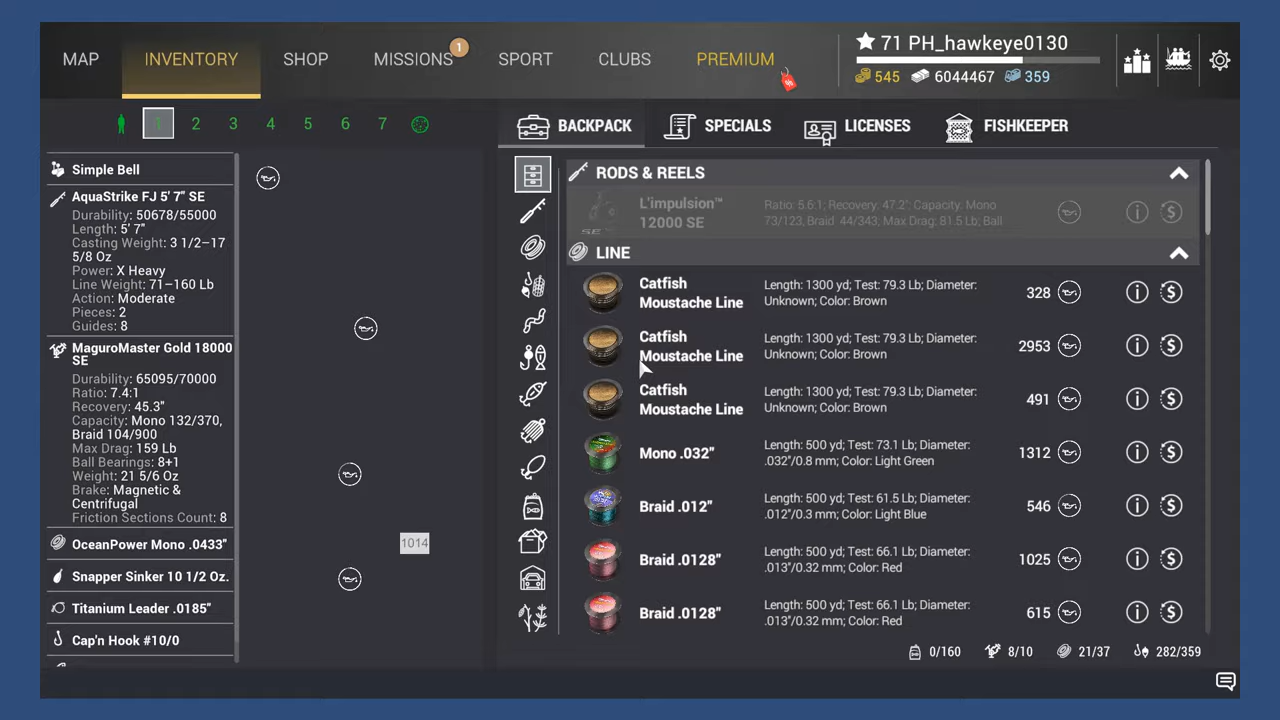 MAP INVENTORY SHOP MISSIONS 1 SPORT CLUBS PREMIUM %
71 PH_hawkeye0130
545 6044467 359
1 2 3 4 5 6 7
BACKPACK SPECIALS LICENSES FISHKEEPER
Simple Bell
AquaStrike FJ 5' 7" SE
Durability: 50678/55000
Length: 5' 7"
Casting Weight: 3 1/2–17
5/8 Oz
Power: X Heavy
Line Weight: 71–160 Lb
Action: Moderate
Pieces: 2
Guides: 8
MaguroMaster Gold 18000
SE
Durability: 65095/70000
Ratio: 7.4:1
Recovery: 45.3"
Capacity: Mono 132/370,
Braid 104/900
Max Drag: 159 Lb
Ball Bearings: 8+1
Weight: 21 5/6 Oz
Brake: Magnetic &
Centrifugal
Friction Sections Count: 8
OceanPower Mono .0433"
Snapper Sinker 10 1/2 Oz.
Titanium Leader .0185"
Cap'n Hook #10/0
1014
RODS & REELS
L'impulsion™
12000 SE
SE
Ratio: 5.6:1; Recovery: 47.2"; Capacity: Mono
73/123, Braid 44/343; Max Drag: 81.5 Lb; Ball
LINE
Catfish
Moustache Line
Length: 1300 yd; Test: 79.3 Lb; Diameter:
Unknown; Color: Brown
328
Catfish
Moustache Line
Length: 1300 yd; Test: 79.3 Lb; Diameter:
Unknown; Color: Brown
2953
Catfish
Moustache Line
Length: 1300 yd; Test: 79.3 Lb; Diameter:
Unknown; Color: Brown
491
Mono .032"
Length: 500 yd; Test: 73.1 Lb; Diameter:
.032"/0.8 mm; Color: Light Green
1312
Braid .012"
Length: 500 yd; Test: 61.5 Lb; Diameter:
.012"/0.3 mm; Color: Light Blue
546
Braid .0128"
Length: 500 yd; Test: 66.1 Lb; Diameter:
.013"/0.32 mm; Color: Red
1025
Braid .0128"
Length: 500 yd; Test: 66.1 Lb; Diameter:
.013"/0.32 mm; Color: Red
615
0/160 8/10 21/37 282/359